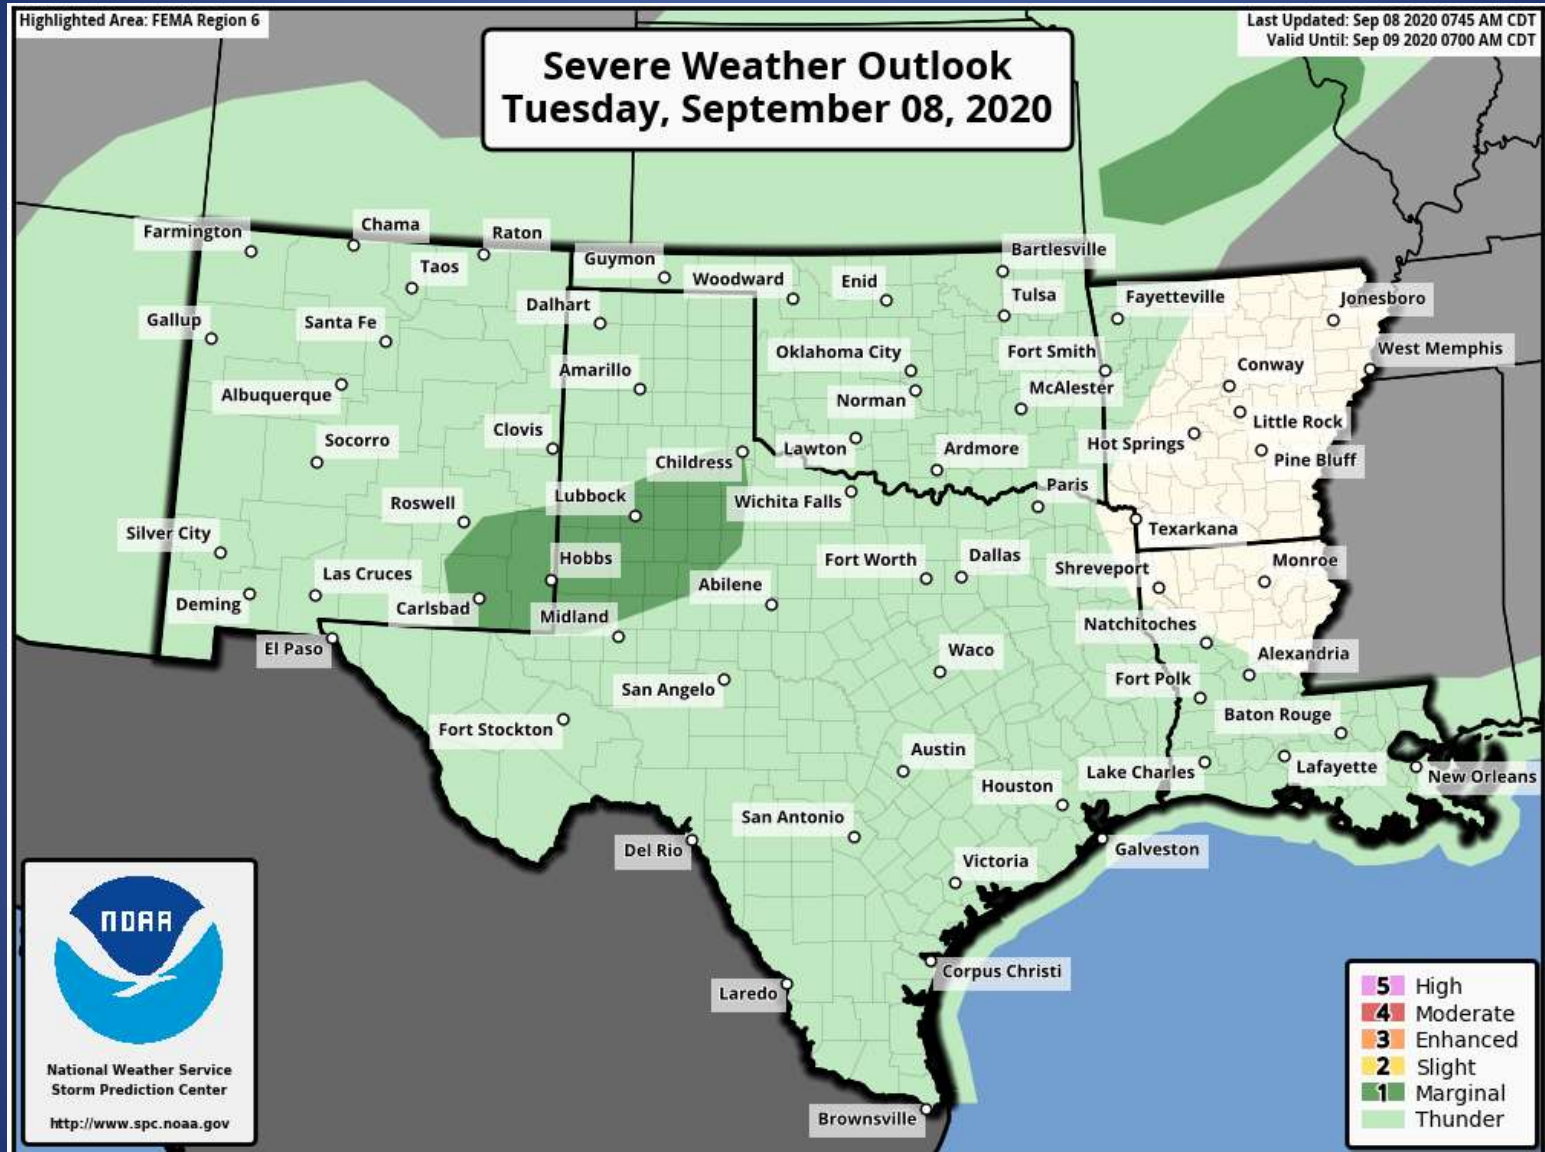 Highlighted Area: FEMA Region 6
Last Updated: Sep 08 2020 0745 AM CDT
Valid Until: Sep 09 2020 0700 AM CDT
Severe Weather Outlook
Tuesday, September 08, 2020
Farmington
Chama
Raton
Taos
Guymon
Woodward
Enid
Bartlesville
Tulsa
Fayetteville
Jonesboro
Gallup
Santa Fe
Dalhart
Amarillo
Oklahoma City
Fort Smith
Conway
West Memphis
Albuquerque
Norman
McAlester
Little Rock
Socorro
Clovis
Childress
Lawton
Ardmore
Hot Springs
Pine Bluff
Roswell
Lubbock
Wichita Falls
Paris
Texarkana
Silver City
Las Cruces
Hobbs
Fort Worth
Dallas
Shreveport
Monroe
Deming
Carlsbad
Midland
Abilene
Natchitoches
El Paso
San Angelo
Waco
Fort Polk
Alexandria
Fort Stockton
Baton Rouge
Austin
Houston
Lake Charles
Lafayette
New Orleans
San Antonio
Del Rio
Victoria
Galveston
Laredo
Corpus Christi
Brownsville
NOAA
National Weather Service
Storm Prediction Center
http://www.spc.noaa.gov
5 High
4 Moderate
3 Enhanced
2 Slight
1 Marginal
Thunder